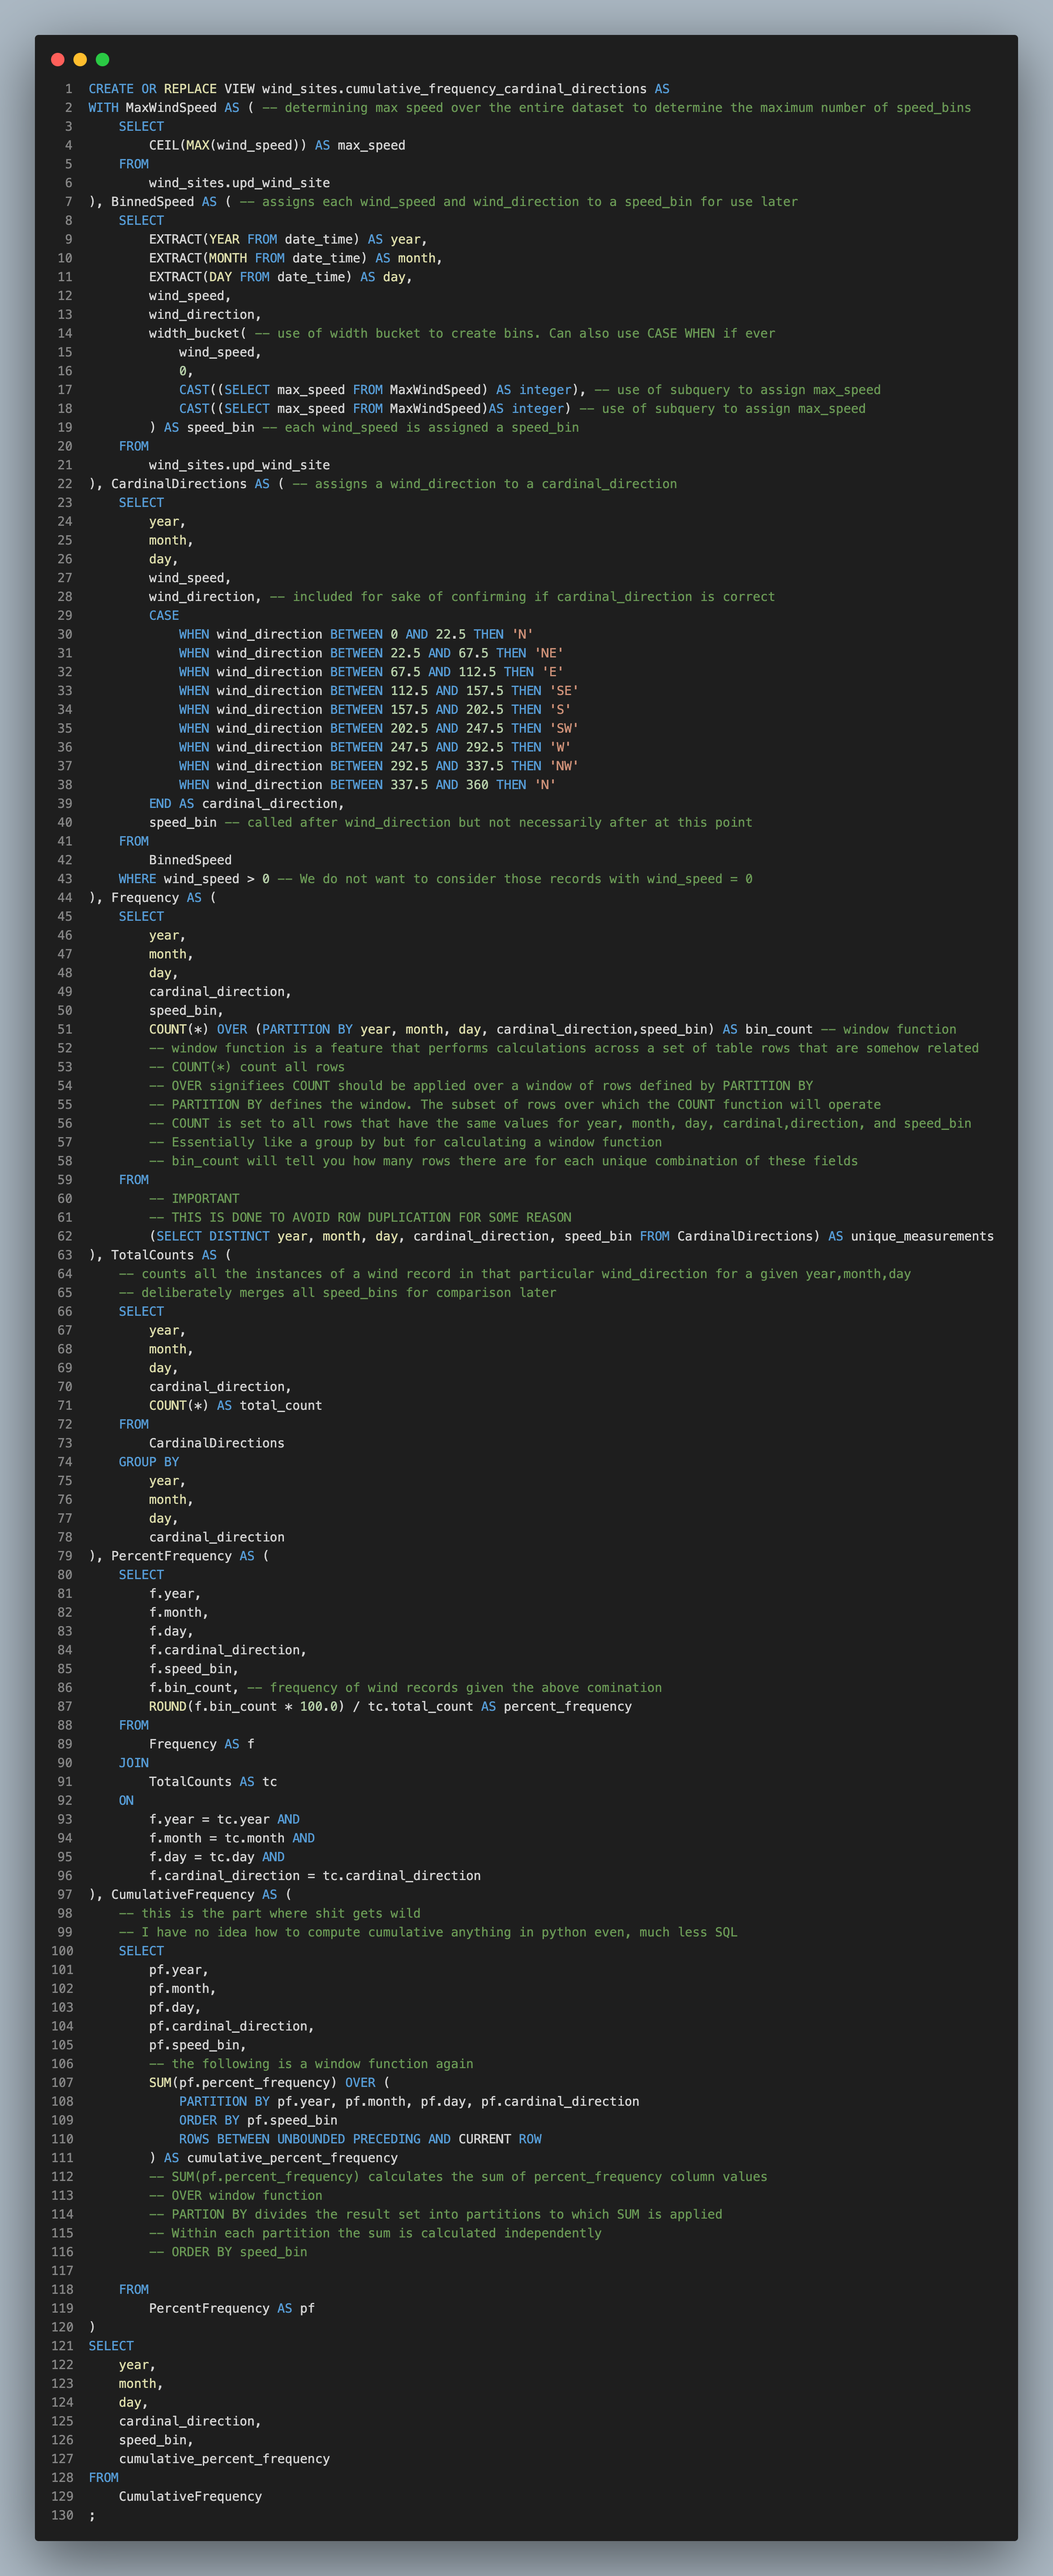 1 CREATE OR REPLACE VIEW wind_sites.cumulative_frequency_cardinal_directions AS
2 WITH MaxWindSpeed AS ( -- determining max speed over the entire dataset to determine the maximum number of speed_bins
3     SELECT
4         CEIL(MAX(wind_speed)) AS max_speed
5     FROM
6         wind_sites.upd_wind_site
7 ), BinnedSpeed AS ( -- assigns each wind_speed and wind_direction to a speed_bin for use later
8     SELECT
9         EXTRACT(YEAR FROM date_time) AS year,
10         EXTRACT(MONTH FROM date_time) AS month,
11         EXTRACT(DAY FROM date_time) AS day,
12         wind_speed,
13         wind_direction,
14         width_bucket( -- use of width bucket to create bins. Can also use CASE WHEN if ever
15             wind_speed,
16             0,
17             CAST((SELECT max_speed FROM MaxWindSpeed) AS integer), -- use of subquery to assign max_speed
18             CAST((SELECT max_speed FROM MaxWindSpeed)AS integer) -- use of subquery to assign max_speed
19         ) AS speed_bin -- each wind_speed is assigned a speed_bin
20     FROM
21         wind_sites.upd_wind_site
22 ), CardinalDirections AS ( -- assigns a wind_direction to a cardinal_direction
23     SELECT
24         year,
25         month,
26         day,
27         wind_speed,
28         wind_direction, -- included for sake of confirming if cardinal_direction is correct
29         CASE
30             WHEN wind_direction BETWEEN 0 AND 22.5 THEN 'N'
31             WHEN wind_direction BETWEEN 22.5 AND 67.5 THEN 'NE'
32             WHEN wind_direction BETWEEN 67.5 AND 112.5 THEN 'E'
33             WHEN wind_direction BETWEEN 112.5 AND 157.5 THEN 'SE'
34             WHEN wind_direction BETWEEN 157.5 AND 202.5 THEN 'S'
35             WHEN wind_direction BETWEEN 202.5 AND 247.5 THEN 'SW'
36             WHEN wind_direction BETWEEN 247.5 AND 292.5 THEN 'W'
37             WHEN wind_direction BETWEEN 292.5 AND 337.5 THEN 'NW'
38             WHEN wind_direction BETWEEN 337.5 AND 360 THEN 'N'
39         END AS cardinal_direction,
40         speed_bin -- called after wind_direction but not necessarily after at this point
41     FROM
42         BinnedSpeed
43     WHERE wind_speed > 0 -- We do not want to consider those records with wind_speed = 0
44 ), Frequency AS (
45     SELECT
46         year,
47         month,
48         day,
49         cardinal_direction,
50         speed_bin,
51         COUNT(*) OVER (PARTITION BY year, month, day, cardinal_direction,speed_bin) AS bin_count -- window function
52         -- window function is a feature that performs calculations across a set of table rows that are somehow related
53         -- COUNT(*) count all rows
54         -- OVER signifiees COUNT should be applied over a window of rows defined by PARTITION BY
55         -- PARTITION BY defines the window. The subset of rows over which the COUNT function will operate
56         -- COUNT is set to all rows that have the same values for year, month, day, cardinal,direction, and speed_bin
57         -- Essentially like a group by but for calculating a window function
58         -- bin_count will tell you how many rows there are for each unique combination of these fields
59     FROM
60         -- IMPORTANT
61         -- THIS IS DONE TO AVOID ROW DUPLICATION FOR SOME REASON
62         (SELECT DISTINCT year, month, day, cardinal_direction, speed_bin FROM CardinalDirections) AS unique_measurements
63 ), TotalCounts AS (
64     -- counts all the instances of a wind record in that particular wind_direction for a given year,month,day
65     -- deliberately merges all speed_bins for comparison later
66     SELECT
67         year,
68         month,
69         day,
70         cardinal_direction,
71         COUNT(*) AS total_count
72     FROM
73         CardinalDirections
74     GROUP BY
75         year,
76         month,
77         day,
78         cardinal_direction
79 ), PercentFrequency AS (
80     SELECT
81         f.year,
82         f.month,
83         f.day,
84         f.cardinal_direction,
85         f.speed_bin,
86         f.bin_count, -- frequency of wind records given the above comination
87         ROUND(f.bin_count * 100.0) / tc.total_count AS percent_frequency
88     FROM
89         Frequency AS f
90     JOIN
91         TotalCounts AS tc
92     ON
93         f.year = tc.year AND
94         f.month = tc.month AND
95         f.day = tc.day AND
96         f.cardinal_direction = tc.cardinal_direction
97 ), CumulativeFrequency AS (
98     -- this is the part where shit gets wild
99     -- I have no idea how to compute cumulative anything in python even, much less SQL
100     SELECT
101         pf.year,
102         pf.month,
103         pf.day,
104         pf.cardinal_direction,
105         pf.speed_bin,
106         -- the following is a window function again
107         SUM(pf.percent_frequency) OVER (
108             PARTITION BY pf.year, pf.month, pf.day, pf.cardinal_direction
109             ORDER BY pf.speed_bin
110             ROWS BETWEEN UNBOUNDED PRECEDING AND CURRENT ROW
111         ) AS cumulative_percent_frequency
112         -- SUM(pf.percent_frequency) calculates the sum of percent_frequency column values
113         -- OVER window function
114         -- PARTION BY divides the result set into partitions to which SUM is applied
115         -- Within each partition the sum is calculated independently
116         -- ORDER BY speed_bin
117
118     FROM
119         PercentFrequency AS pf
120 )
121 SELECT
122     year,
123     month,
124     day,
125     cardinal_direction,
126     speed_bin,
127     cumulative_percent_frequency
128 FROM
129     CumulativeFrequency
130 ;